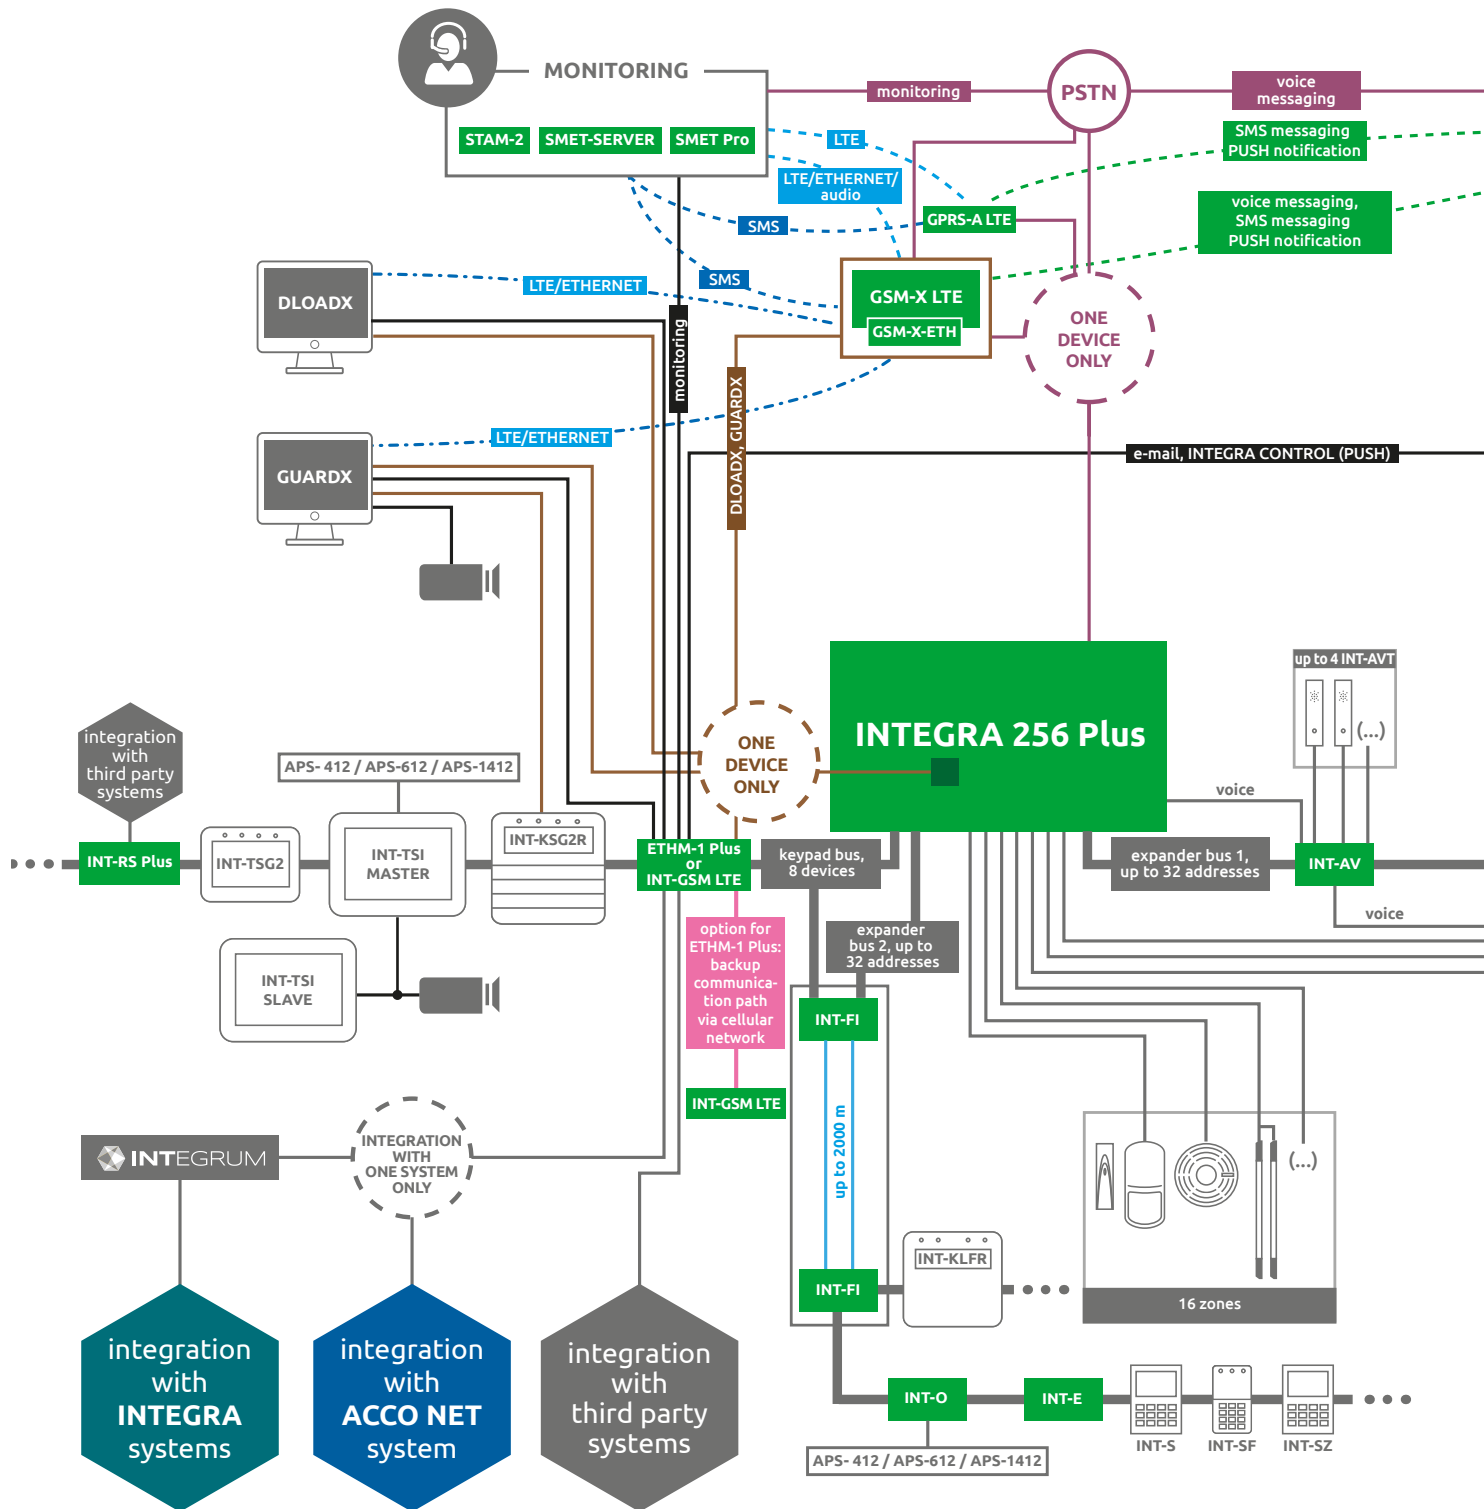 MONITORING
STAM-2
SMET-SERVER
SMET Pro
monitoring
PSTN
voice
messaging
LTE
SMS messaging
PUSH notification
LTE/ETHERNET/
audio
SMS
GPRS-A LTE
voice messaging,
SMS messaging
PUSH notification
SMS
LTE/ETHERNET
DLOADX
GSM-X LTE
GSM-X-ETH
ONE
DEVICE
ONLY
monitoring
DLOADX, GUARDX
LTE/ETHERNET
GUARDX
e-mail, INTEGRA CONTROL (PUSH)
up to 4 INT-AVT
(...)
INTEGRA 256 Plus
ONE
DEVICE
ONLY
integration
with
third party
systems
APS- 412 / APS-612 / APS-1412
voice
INT-RS Plus
INT-TSG2
INT-TSI
MASTER
INT-KSG2R
ETHM-1 Plus
or
INT-GSM LTE
keypad bus,
8 devices
expander bus 1,
up to 32 addresses
INT-AV
voice
option for
ETHM-1 Plus:
backup
communica-
tion path
via cellular
network
expander
bus 2, up to
32 addresses
INT-TSI
SLAVE
INT-FI
INT-GSM LTE
up to 2000 m
INTEGRUM
INTEGRATION
WITH
ONE SYSTEM
ONLY
(...)
INT-KLFR
INT-FI
16 zones
integration
with
INTEGRA
systems
integration
with
ACCO NET
system
integration
with
third party
systems
INT-O
INT-E
INT-S
INT-SF
INT-SZ
APS- 412 / APS-612 / APS-1412